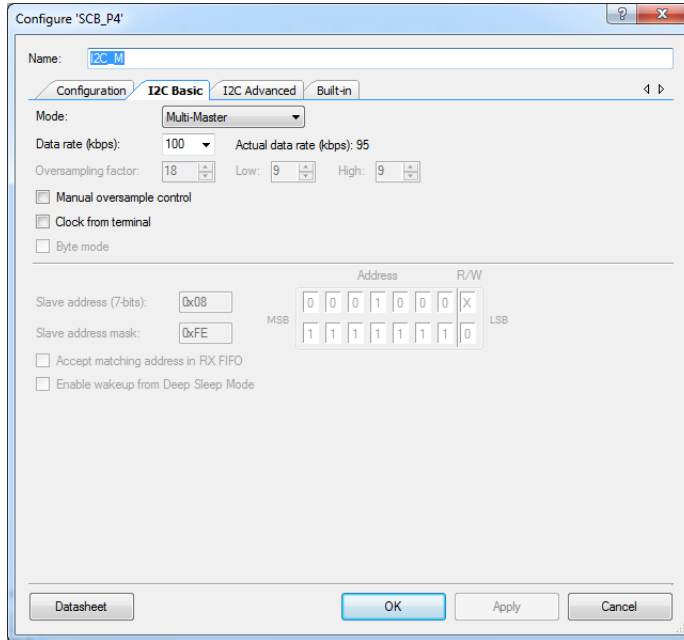 Configure 'SCB_P4'
Name: I2C_M
Configuration I2C Basic I2C Advanced Built-in
Mode: Multi-Master
Data rate (kbps): 100 Actual data rate (kbps): 95
Oversampling factor: 18 Low: 9 High: 9
Manual oversample control
Clock from terminal
Byte mode
Address R/W
Slave address (7-bits): 0x08 0 0 0 1 0 0 0 X
MSB LSB
Slave address mask: 0xFE 1 1 1 1 1 1 1 0
Accept matching address in RX FIFO
Enable wakeup from Deep Sleep Mode
Datasheet OK Apply Cancel